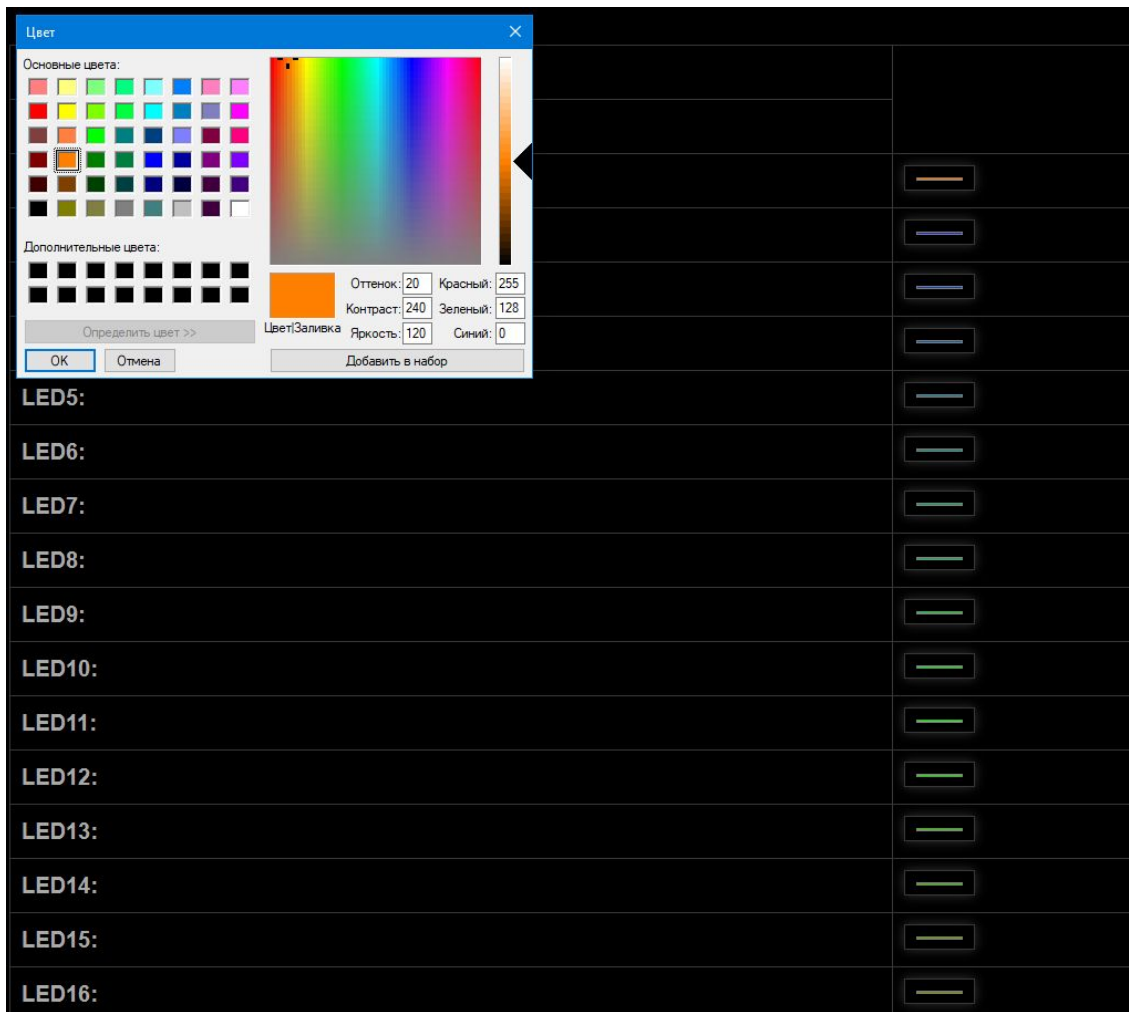 Цвет
Основные цвета:
Дополнительные цвета:
Определить цвет >>
OK Отмена
Цвет|Заливка
Оттенок: 20 Красный: 255
Контраст: 240 Зеленый: 128
Яркость: 120 Синий: 0
Добавить в набор
LED5:
LED6:
LED7:
LED8:
LED9:
LED10:
LED11:
LED12:
LED13:
LED14:
LED15:
LED16: